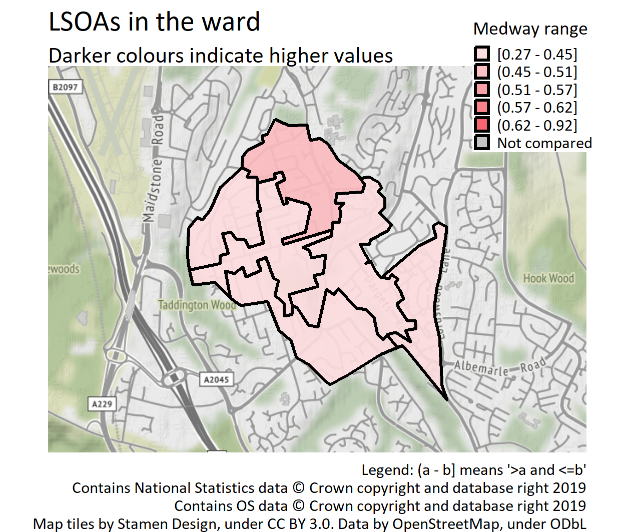 LSOAs in the ward
Darker colours indicate higher values
Medway range
[0.27 - 0.45]
(0.45 - 0.51]
(0.51 - 0.57]
(0.57 - 0.62]
(0.62 - 0.92]
Not compared
B2097
Maidstone Road
ewoods
Taddington Wood
Hook Wood
Lane
Albemarle Road
A2045
A229
Legend: (a - b] means '>a and <=b'
Contains National Statistics data © Crown copyright and database right 2019
Contains OS data © Crown copyright and database right 2019
Map tiles by Stamen Design, under CC BY 3.0. Data by OpenStreetMap, under ODbL